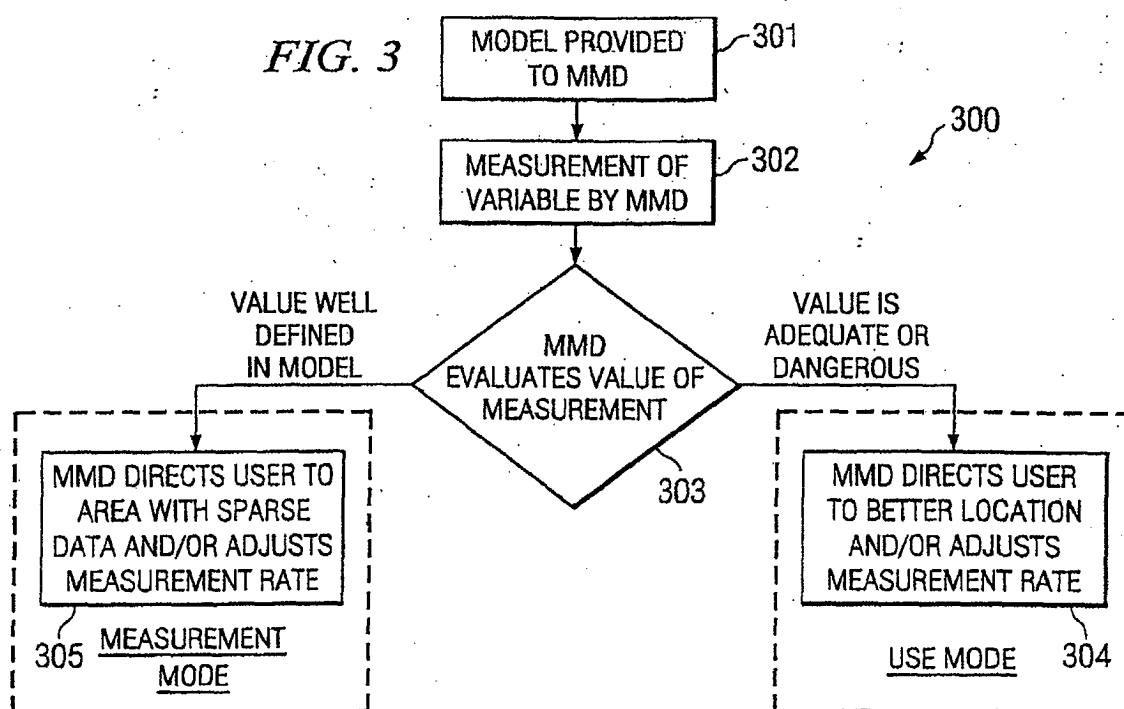 FIG. 3
MODEL PROVIDED
TO MMD
301
300
MEASUREMENT OF
VARIABLE BY MMD
302
VALUE WELL
DEFINED
IN MODEL
MMD
EVALUATES VALUE OF
MEASUREMENT
303
VALUE IS
ADEQUATE OR
DANGEROUS
MMD DIRECTS USER TO
AREA WITH SPARSE
DATA AND/OR ADJUSTS
MEASUREMENT RATE
305
MEASUREMENT
MODE
MMD DIRECTS USER
TO BETTER LOCATION
AND/OR ADJUSTS
MEASUREMENT RATE
304
USE MODE